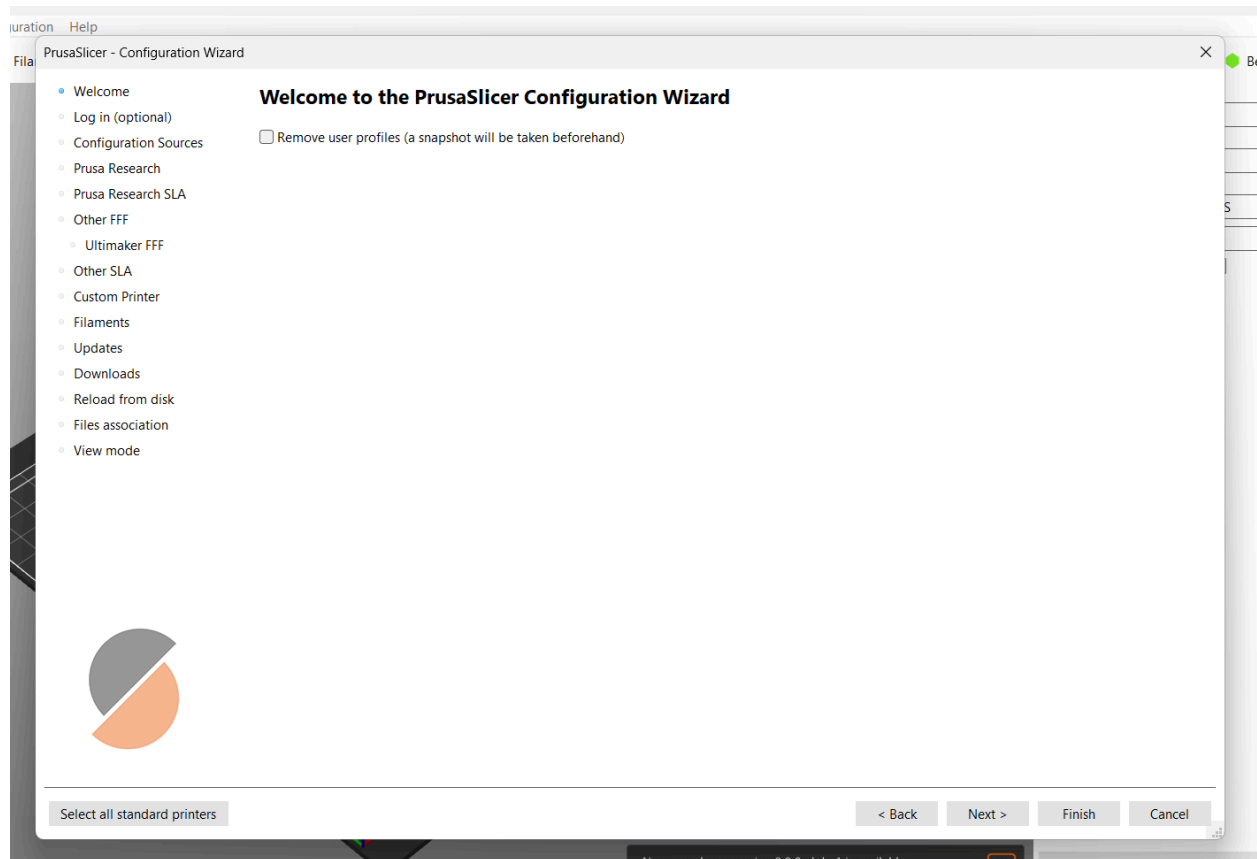 Help
PrusaSlicer - Configuration Wizard
Welcome
Log in (optional)
Configuration Sources
Prusa Research
Prusa Research SLA
Other FFF
Ultimaker FFF
Other SLA
Custom Printer
Filaments
Updates
Downloads
Reload from disk
Files association
View mode
Welcome to the PrusaSlicer Configuration Wizard
Remove user profiles (a snapshot will be taken beforehand)
Select all standard printers
< Back
Next >
Finish
Cancel